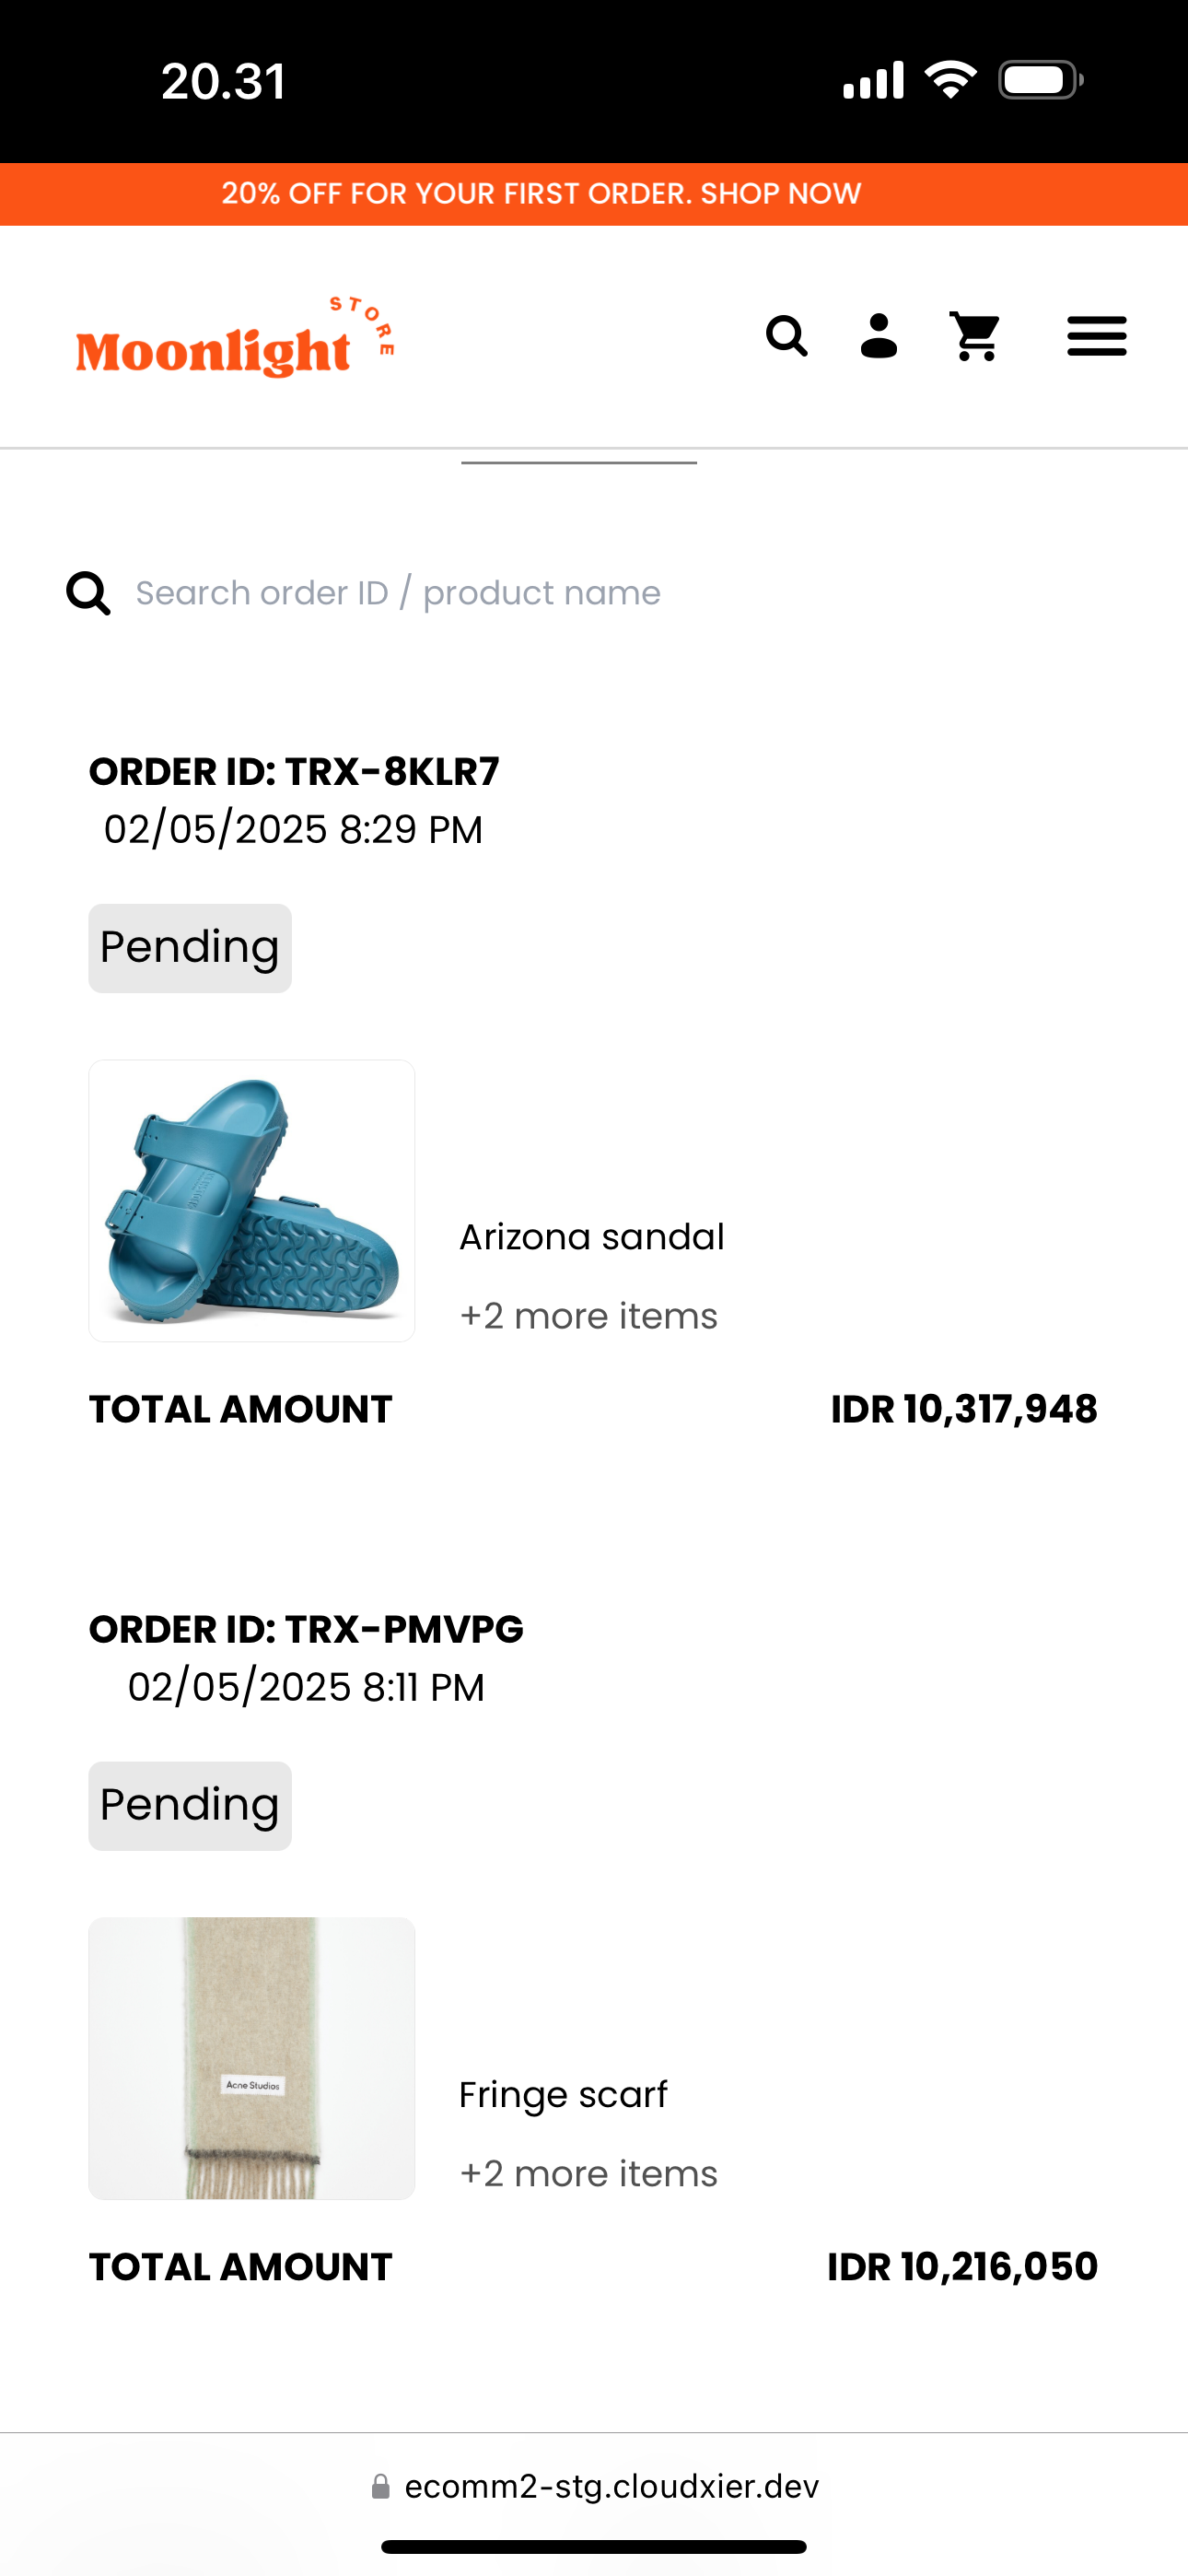 20.31
20% OFF FOR YOUR FIRST ORDER. SHOP NOW
STORE
Moonlight
Search order ID / product name
ORDER ID: TRX-8KLR7
02/05/2025 8:29 PM
Pending
Arizona sandal
+2 more items
TOTAL AMOUNT IDR 10,317,948
ORDER ID: TRX-PMVPG
02/05/2025 8:11 PM
Pending
Acne Studios
Fringe scarf
+2 more items
TOTAL AMOUNT IDR 10,216,050
ecomm2-stg.cloudxier.dev